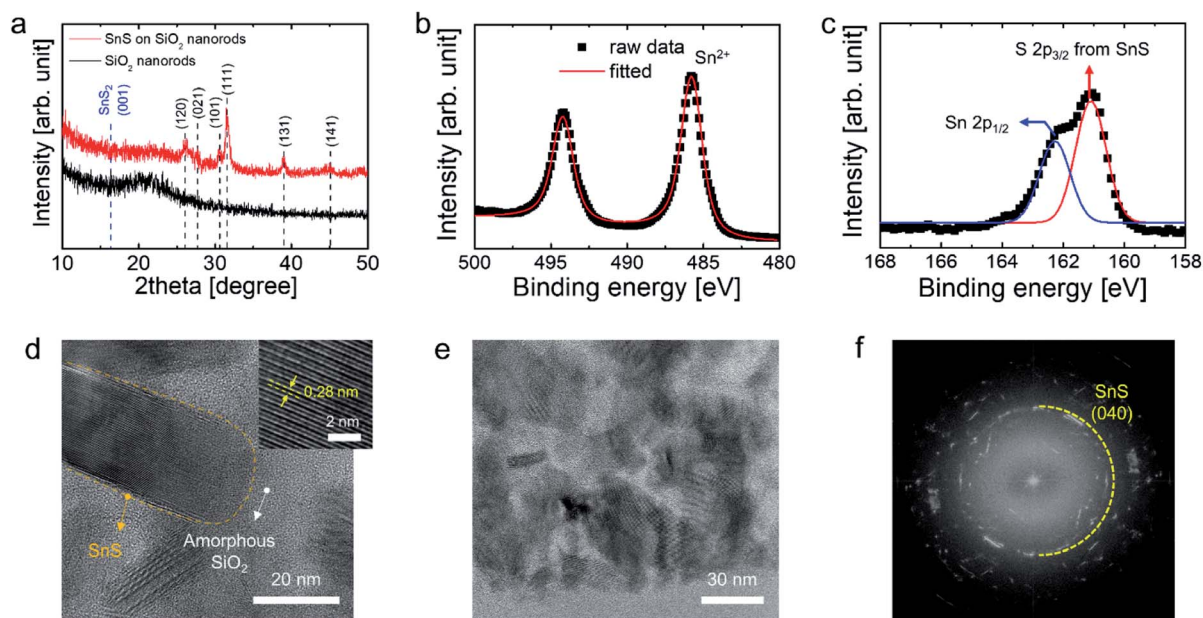 a
Intensity [arb. unit]
SnS on SiO₂ nanorods
SiO₂ nanorods
SnS₂
(001)
(120)
(021)
(101)
(111)
(131)
(141)
10 20 30 40 50
2theta [degree]
b
Intensity [arb. unit]
raw data
fitted
Sn²⁺
500 495 490 485 480
Binding energy [eV]
c
Intensity [arb. unit]
S 2p₃/₂ from SnS
Sn 2p₁/₂
168 166 164 162 160 158
Binding energy [eV]
d
0.28 nm
2 nm
SnS
Amorphous
SiO₂
20 nm
e
30 nm
f
SnS
(040)